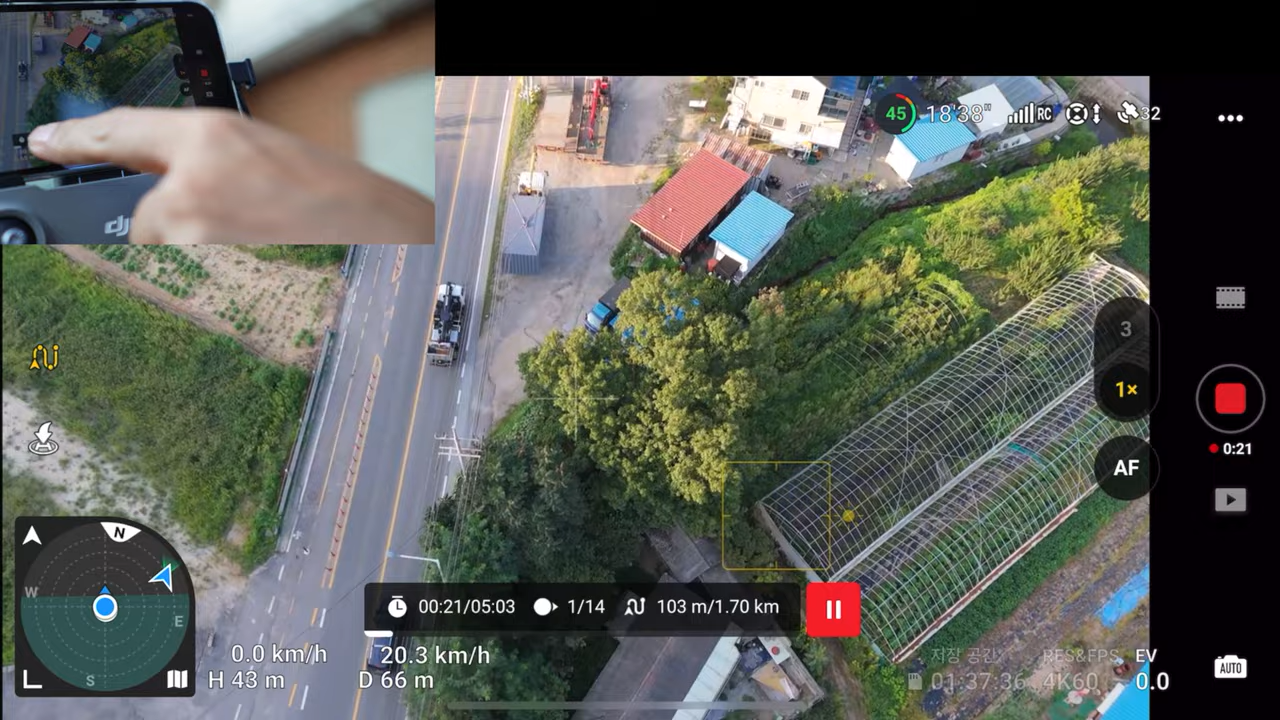 dji
45 18'38" RC 32
3
1×
AF
0:21
N
W
E
S
00:21/05:03 1/14 103 m/1.70 km
0.0 km/h 20.3 km/h
H 43 m D 66 m
저장 공간 RES&FPS EV
01:37:36 4K60 0.0
AUTO